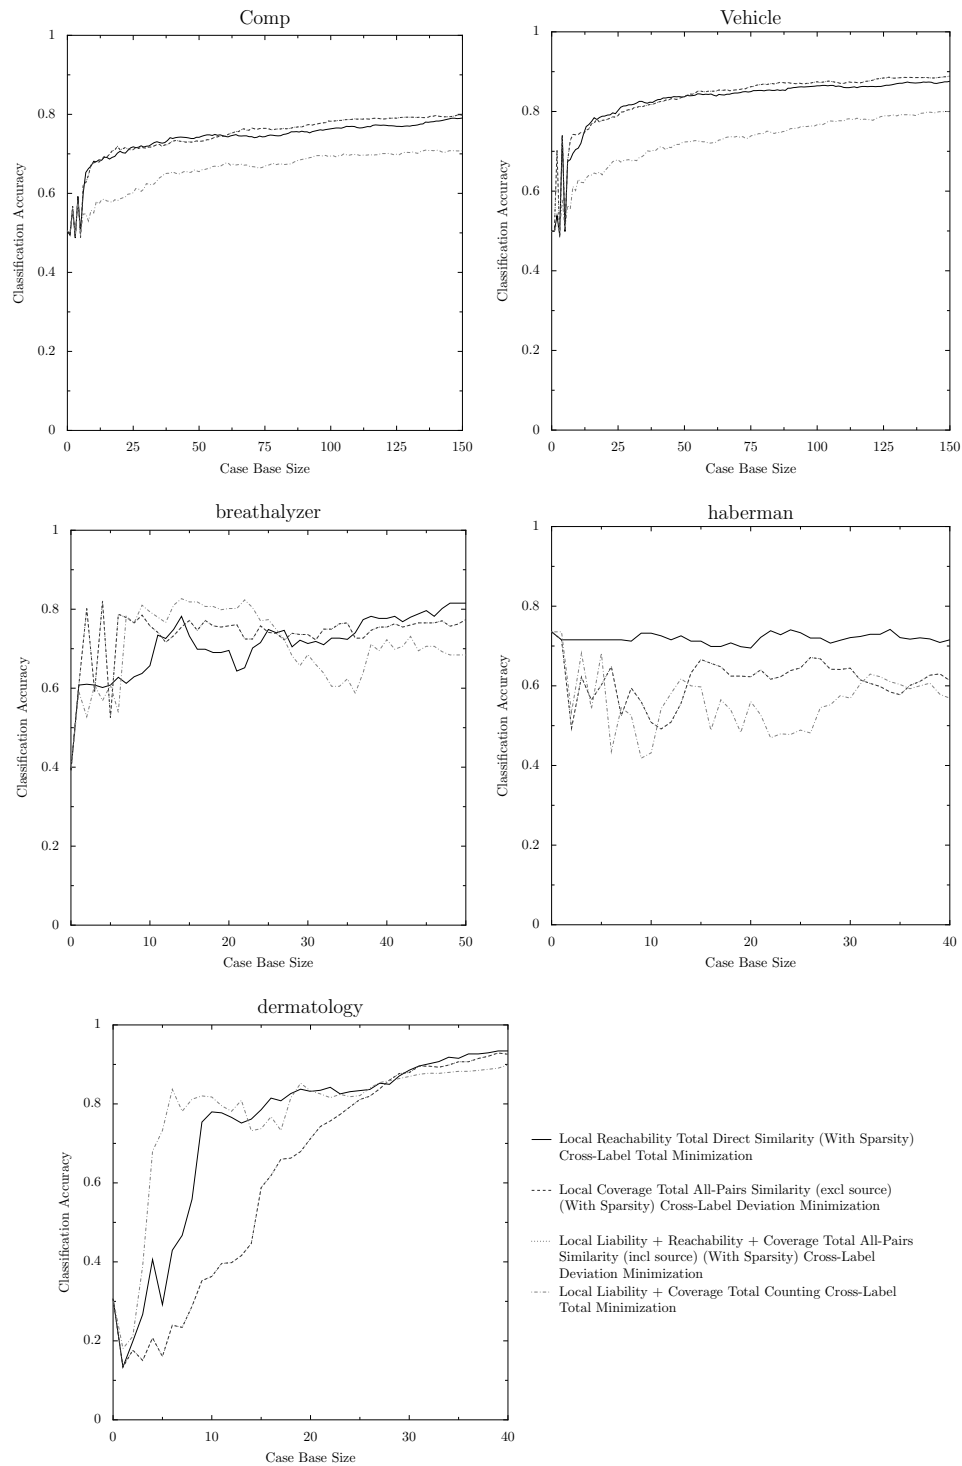 Comp
1
0.8
0.6
0.4
0.2
0
Classification Accuracy
0 25 50 75 100 125 150
Case Base Size
Vehicle
1
0.8
0.6
0.4
0.2
0
Classification Accuracy
0 25 50 75 100 125 150
Case Base Size
breathalyzer
1
0.8
0.6
0.4
0.2
0
Classification Accuracy
0 10 20 30 40 50
Case Base Size
haberman
1
0.8
0.6
0.4
0.2
0
Classification Accuracy
0 10 20 30 40
Case Base Size
dermatology
1
0.8
0.6
0.4
0.2
0
Classification Accuracy
0 10 20 30 40
Case Base Size
Local Reachability Total Direct Similarity (With Sparsity)
Cross-Label Total Minimization
Local Coverage Total All-Pairs Similarity (excl source)
(With Sparsity) Cross-Label Deviation Minimization
Local Liability + Reachability + Coverage Total All-Pairs
Similarity (incl source) (With Sparsity) Cross-Label
Deviation Minimization
Local Liability + Coverage Total Counting Cross-Label
Total Minimization